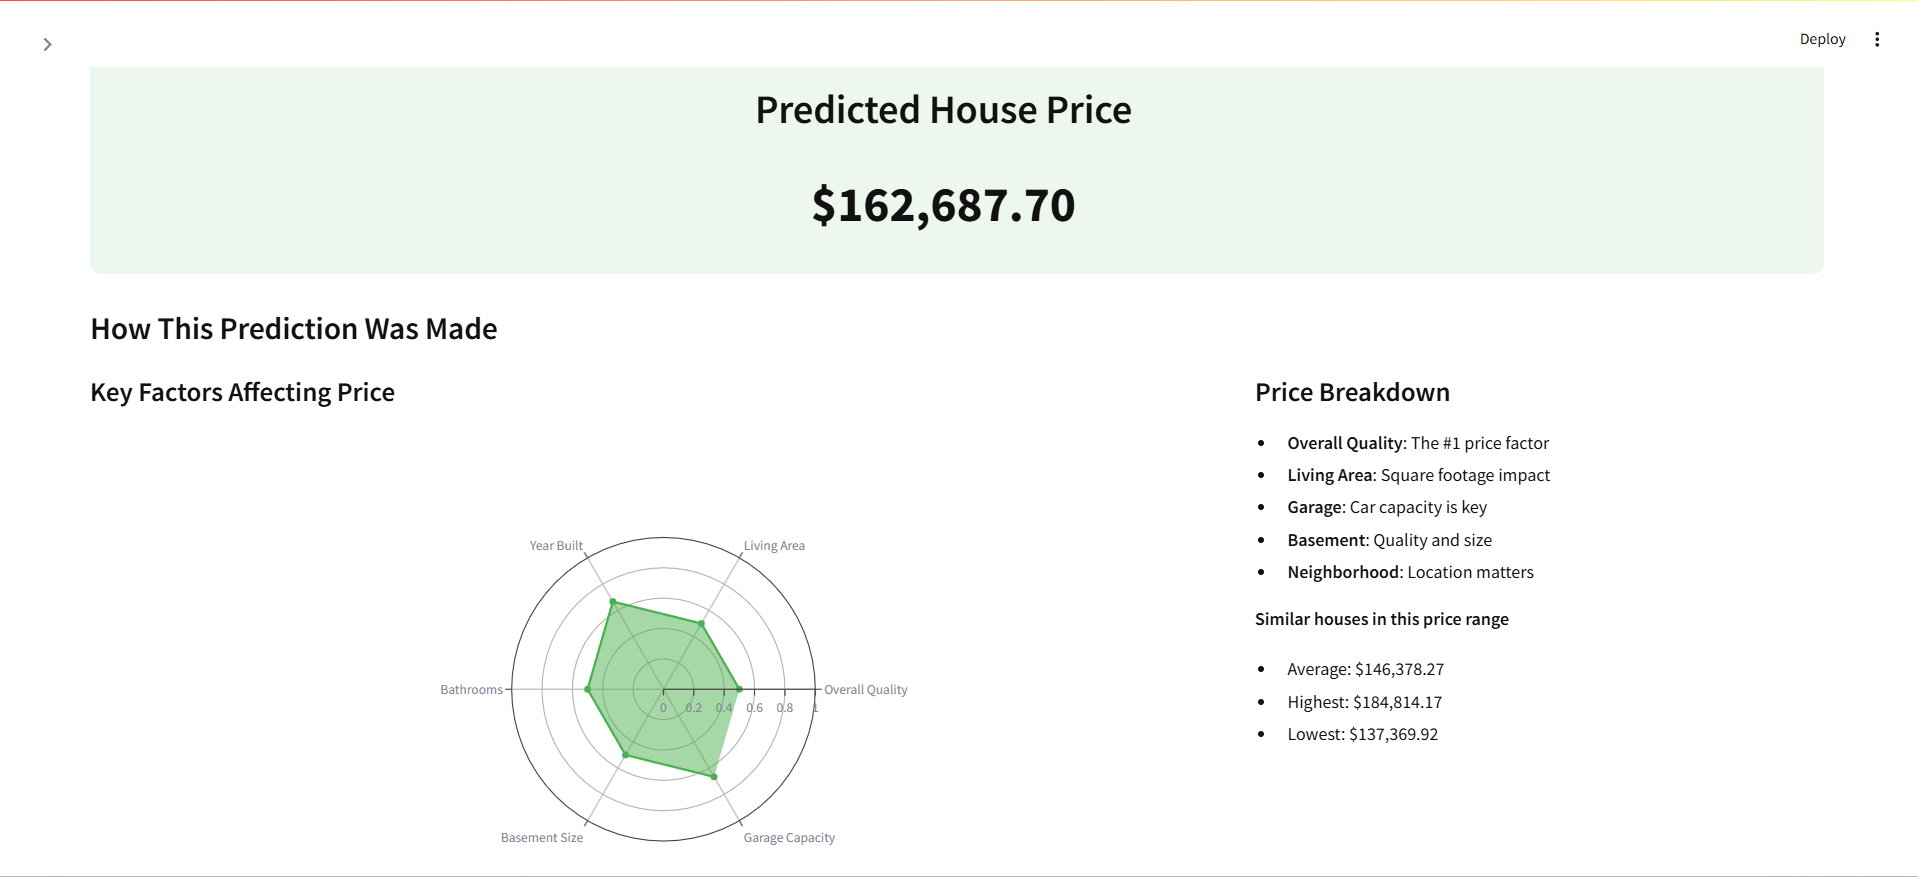 Deploy
Predicted House Price
$162,687.70
How This Prediction Was Made
Key Factors Affecting Price
Year Built
Living Area
Bathrooms
Overall Quality
0 0.2 0.4 0.6 0.8 1
Basement Size
Garage Capacity
Price Breakdown
Overall Quality: The #1 price factor
Living Area: Square footage impact
Garage: Car capacity is key
Basement: Quality and size
Neighborhood: Location matters
Similar houses in this price range
Average: $146,378.27
Highest: $184,814.17
Lowest: $137,369.92